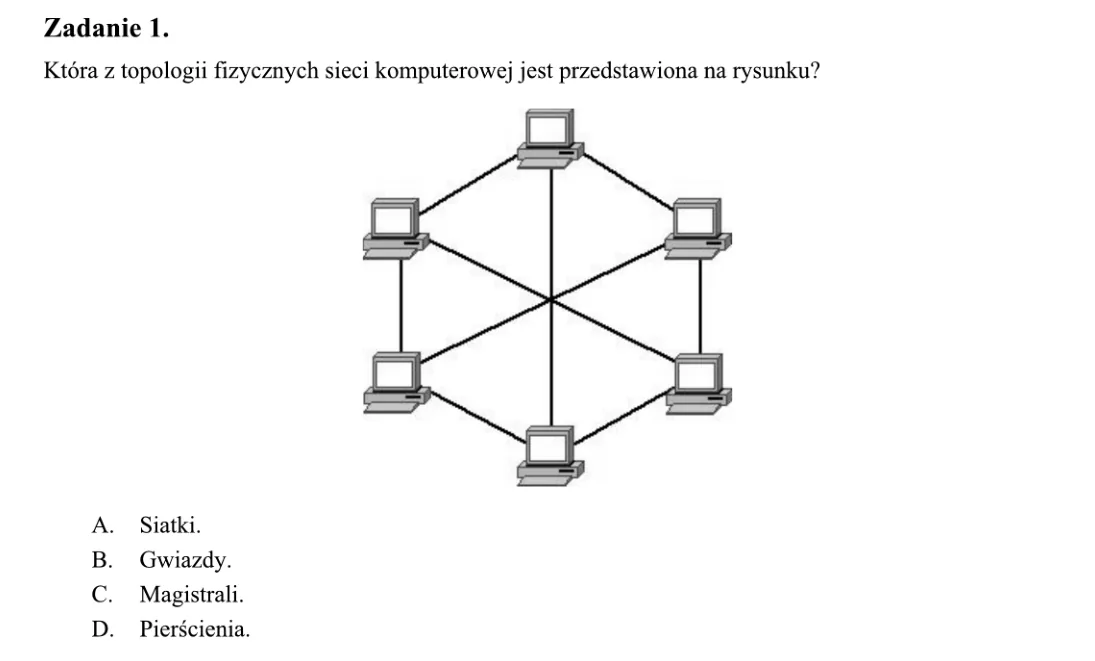 Zadanie 1.
Która z topologii fizycznych sieci komputerowej jest przedstawiona na rysunku?
A. Siatki.
B. Gwiazdy.
C. Magistrali.
D. Pierścienia.